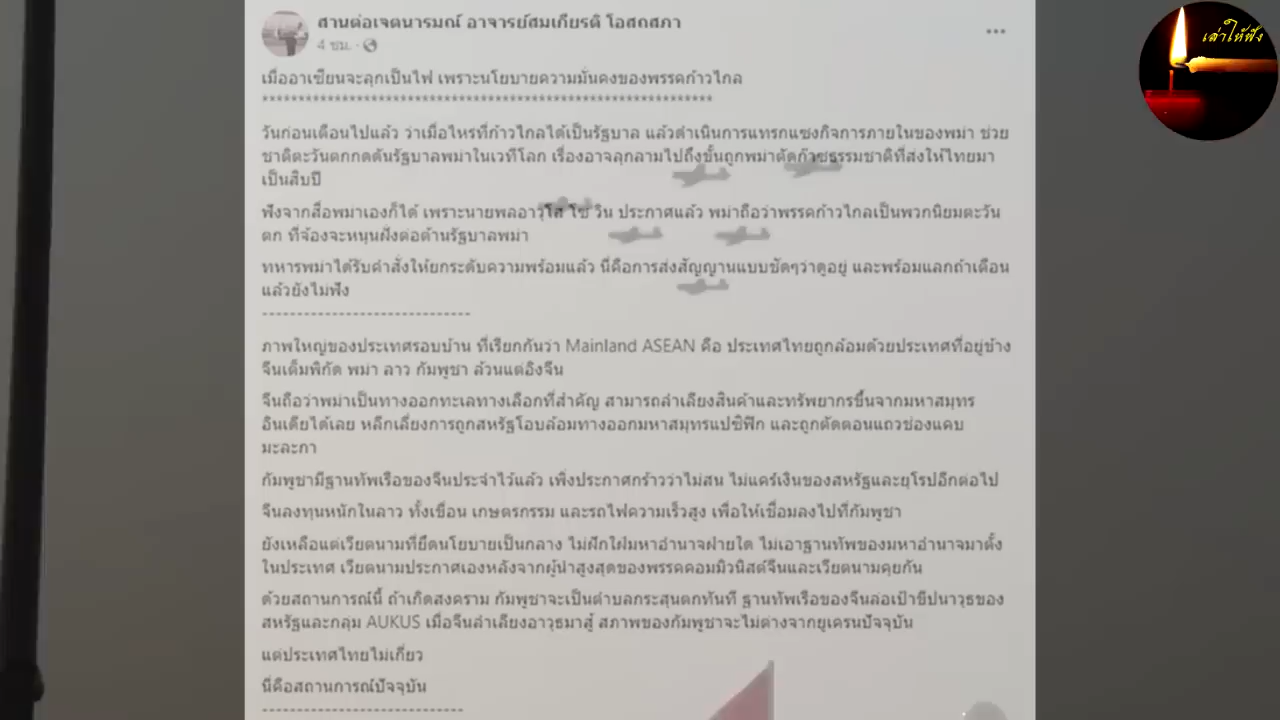 สานต่อเจตนารมณ์ อาจารย์สมเกียรติ โอสถสภา
4 ชม.
เล่าให้ฟัง
เมื่ออาเซียนจะลุกเป็นไฟ เพราะนโยบายความมั่นคงของพรรคก้าวไกล
***************************************************************
วันก่อนเตือนไปแล้ว ว่าเมื่อไหร่ที่ก้าวไกลได้เป็นรัฐบาล แล้วดำเนินการแทรกแซงกิจการภายในของพม่า ช่วย
ชาติตะวันตกกดดันรัฐบาลพม่าในเวทีโลก เรื่องอาจลุกลามไปถึงขั้นถูกพม่าตัดก๊าซธรรมชาติที่ส่งให้ไทยมา
เป็นสิบปี
ฟังจากสื่อพม่าเองก็ได้ เพราะนายพลอาวุโส โซ วิน ประกาศแล้ว พม่าถือว่าพรรคก้าวไกลเป็นพวกนิยมตะวัน
ตก ที่จ้องจะหนุนฝั่งต่อต้านรัฐบาลพม่า
ทหารพม่าได้รับคำสั่งให้ยกระดับความพร้อมแล้ว นี่คือการส่งสัญญานแบบชัดๆว่าดูอยู่ และพร้อมแลกถ้าเตือน
แล้วยังไม่ฟัง
-----------------------------
ภาพใหญ่ของประเทศรอบบ้าน ที่เรียกกันว่า Mainland ASEAN คือ ประเทศไทยถูกล้อมด้วยประเทศที่อยู่ข้าง
จีนเต็มพิกัด พม่า ลาว กัมพูชา ล้วนแต่อิงจีน
จีนถือว่าพม่าเป็นทางออกทะเลทางเลือกที่สำคัญ สามารถลำเลียงสินค้าและทรัพยากรขึ้นจากมหาสมุทร
อินเดียได้เลย หลีกเลี่ยงการถูกสหรัฐโอบล้อมทางออกมหาสมุทรแปซิฟิก และถูกตัดตอนแถวช่องแคบ
มะละกา
กัมพูชามีฐานทัพเรือของจีนประจำไว้แล้ว เพิ่งประกาศกร้าวว่าไม่สน ไม่แคร์เงินของสหรัฐและยุโรปอีกต่อไป
จีนลงทุนหนักในลาว ทั้งเขื่อน เกษตรกรรม และรถไฟความเร็วสูง เพื่อให้เชื่อมลงไปที่กัมพูชา
ยังเหลือแต่เวียตนามที่ยึดนโยบายเป็นกลาง ไม่ฝักใฝ่มหาอำนาจฝ่ายใด ไม่เอาฐานทัพของมหาอำนาจมาตั้ง
ในประเทศ เวียตนามประกาศเองหลังจากผู้นำสูงสุดของพรรคคอมมิวนิสต์จีนและเวียตนามคุยกัน
ด้วยสถานการณ์นี้ ถ้าเกิดสงคราม กัมพูชาจะเป็นตำบลกระสุนตกทันที ฐานทัพเรือของจีนล่อเป้าขีปนาวุธของ
สหรัฐและกลุ่ม AUKUS เมื่อจีนลำเลียงอาวุธมาสู้ สภาพของกัมพูชาจะไม่ต่างจากยูเครนปัจจุบัน
แต่ประเทศไทยไม่เกี่ยว
นี่คือสถานการณ์ปัจจุบัน
-----------------------------